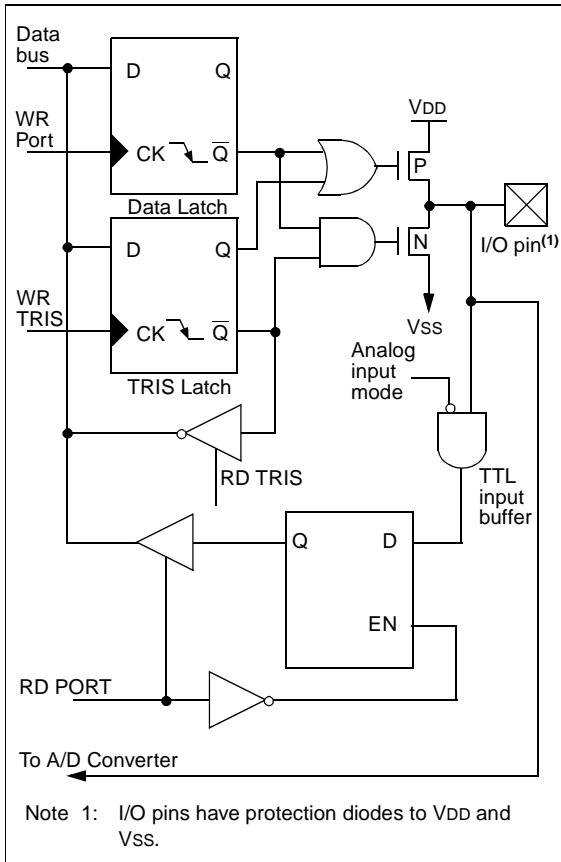 Data
bus
D Q
WR
Port
CK Q
Data Latch
VDD
P
I/O pin(1)
N
VSS
D Q
WR
TRIS
CK Q
TRIS Latch
Analog
input
mode
RD TRIS
TTL
input
buffer
Q D
EN
RD PORT
To A/D Converter
Note 1: I/O pins have protection diodes to VDD and
VSS.